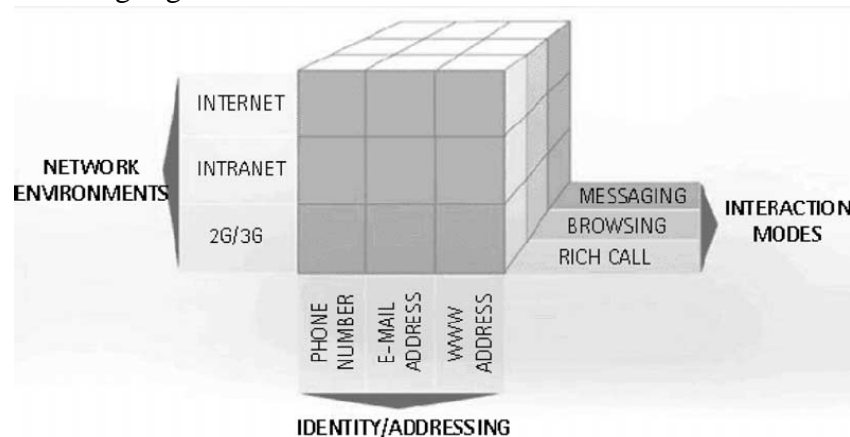 INTERNET
NETWORK
ENVIRONMENTS
INTRANET
2G/3G
MESSAGING
BROWSING
RICH CALL
INTERACTION
MODES
PHONE
NUMBER
E-MAIL
ADDRESS
WWW
ADDRESS
IDENTITY/ADDRESSING